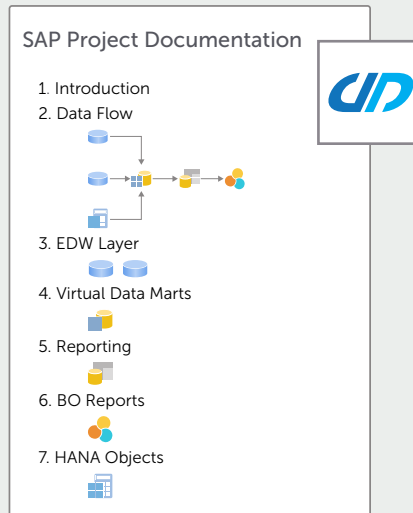 SAP Project Documentation
1. Introduction
2. Data Flow
3. EDW Layer
4. Virtual Data Marts
5. Reporting
6. BO Reports
7. HANA Objects